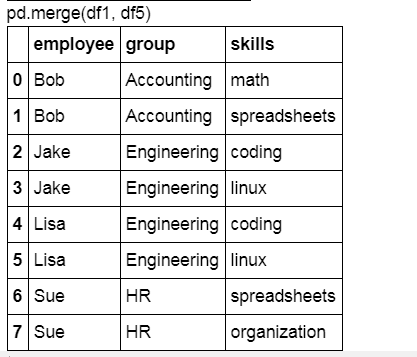 pd.merge(df1, df5)
employee group skills
0 Bob Accounting math
1 Bob Accounting spreadsheets
2 Jake Engineering coding
3 Jake Engineering linux
4 Lisa Engineering coding
5 Lisa Engineering linux
6 Sue HR spreadsheets
7 Sue HR organization